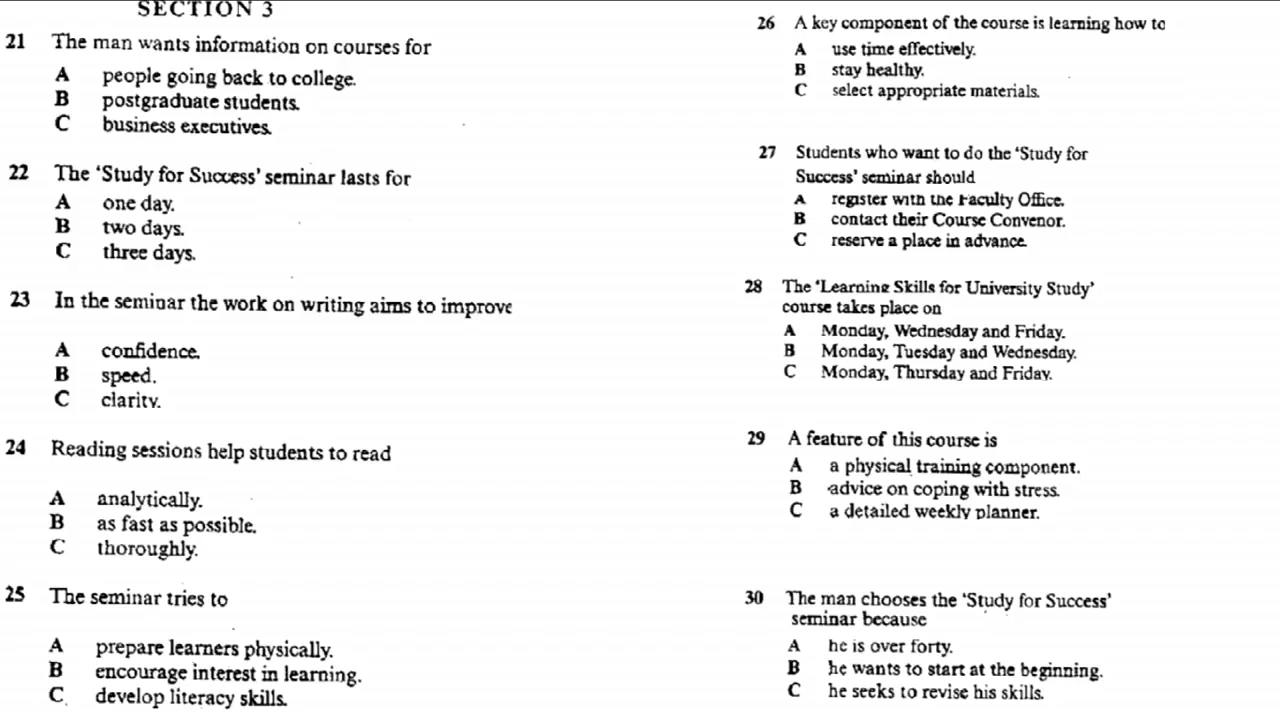 SECTION 3
21 The man wants information on courses for
A people going back to college.
B postgraduate students.
C business executives.
22 The ‘Study for Success’ seminar lasts for
A one day.
B two days.
C three days.
23 In the seminar the work on writing aims to improve
A confidence.
B speed.
C clarity.
24 Reading sessions help students to read
A analytically.
B as fast as possible.
C thoroughly.
25 The seminar tries to
A prepare learners physically.
B encourage interest in learning.
C. develop literacy skills.
26 A key component of the course is learning how to
A use time effectively.
B stay healthy.
C select appropriate materials.
27 Students who want to do the ‘Study for
Success’ seminar should
A register with the Faculty Office.
B contact their Course Convenor.
C reserve a place in advance.
28 The ‘Learning Skills for University Study’
course takes place on
A Monday, Wednesday and Friday.
B Monday, Tuesday and Wednesday.
C Monday, Thursday and Friday.
29 A feature of this course is
A a physical training component.
B advice on coping with stress.
C a detailed weekly planner.
30 The man chooses the ‘Study for Success’
seminar because
A he is over forty.
B he wants to start at the beginning.
C he seeks to revise his skills.